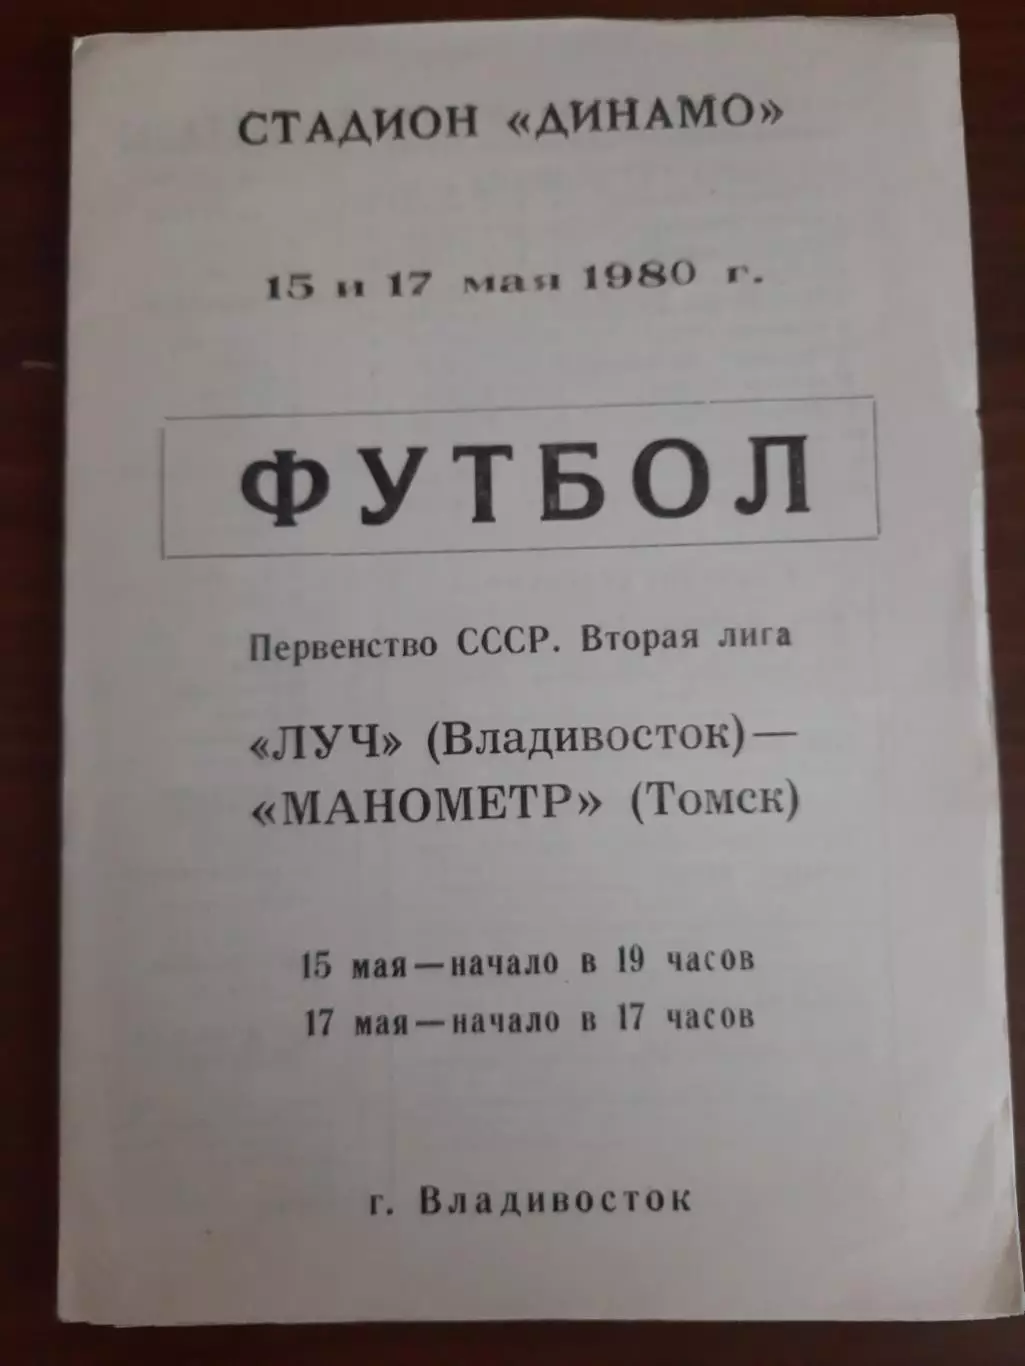 СТАДИОН «ДИНАМО»
15 и 17 мая 1980 г.
ФУТБОЛ
Первенство СССР. Вторая лига
«ЛУЧ» (Владивосток) —
«МАНОМЕТР» (Томск)
15 мая — начало в 19 часов
17 мая — начало в 17 часов
г. Владивосток